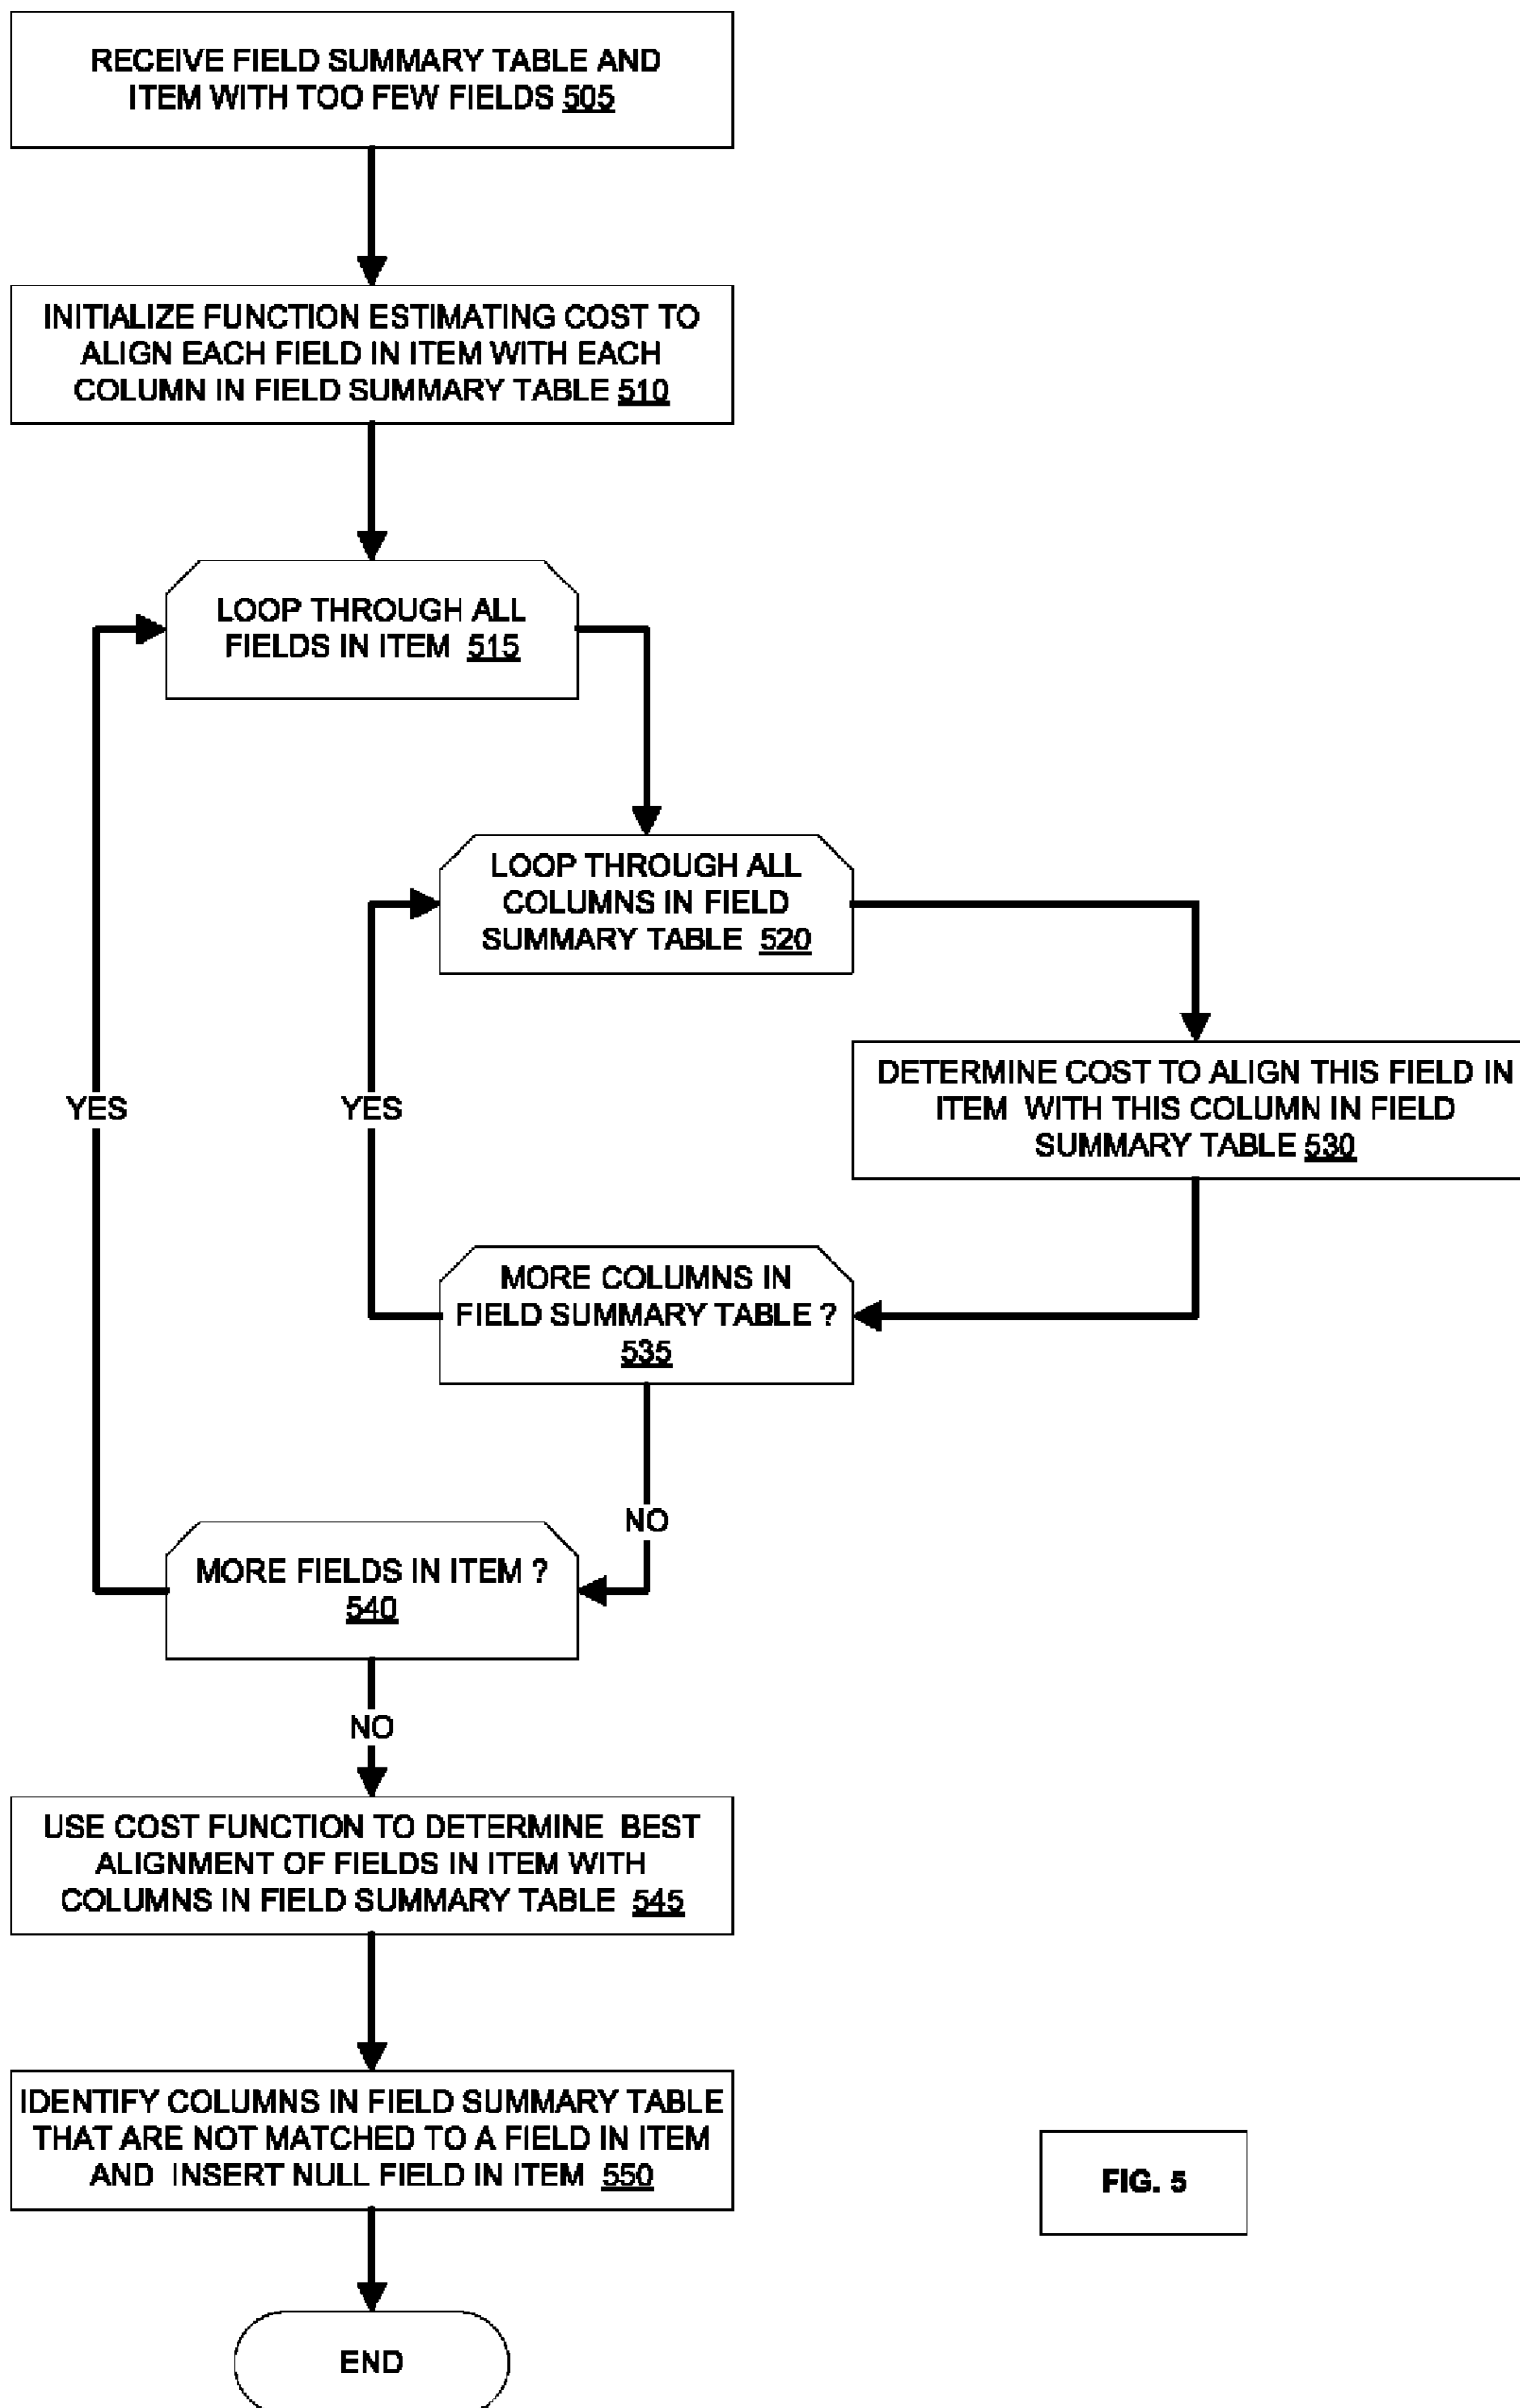 RECEIVE FIELD SUMMARY TABLE AND
ITEM WITH TOO FEW FIELDS 505
INITIALIZE FUNCTION ESTIMATING COST TO
ALIGN EACH FIELD IN ITEM WITH EACH
COLUMN IN FIELD SUMMARY TABLE 510
LOOP THROUGH ALL
FIELDS IN ITEM 515
LOOP THROUGH ALL
COLUMNS IN FIELD
SUMMARY TABLE 520
DETERMINE COST TO ALIGN THIS FIELD IN
ITEM WITH THIS COLUMN IN FIELD
SUMMARY TABLE 530
YES
YES
MORE COLUMNS IN
FIELD SUMMARY TABLE ?
535
NO
MORE FIELDS IN ITEM ?
540
NO
USE COST FUNCTION TO DETERMINE BEST
ALIGNMENT OF FIELDS IN ITEM WITH
COLUMNS IN FIELD SUMMARY TABLE 545
IDENTIFY COLUMNS IN FIELD SUMMARY TABLE
THAT ARE NOT MATCHED TO A FIELD IN ITEM
AND INSERT NULL FIELD IN ITEM 550
FIG. 5
END